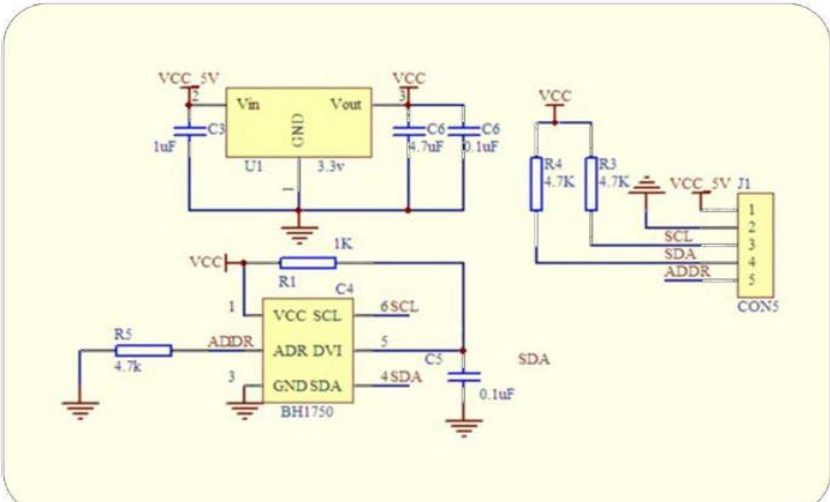 VCC_5V
2
Vin
Vout
3
VCC
C3
1uF
GND
1
U1
3.3v
C6
4.7uF
C6
0.1uF
VCC
R4
4.7K
R3
4.7K
VCC_5V
J1
1
2
SCL
3
SDA
4
ADDR
5
CON5
VCC
1K
R1
C4
1
VCC SCL
6 SCL
R5
4.7k
ADDR
ADR DVI
5
C5
SDA
3
GND SDA
4 SDA
0.1uF
BH1750